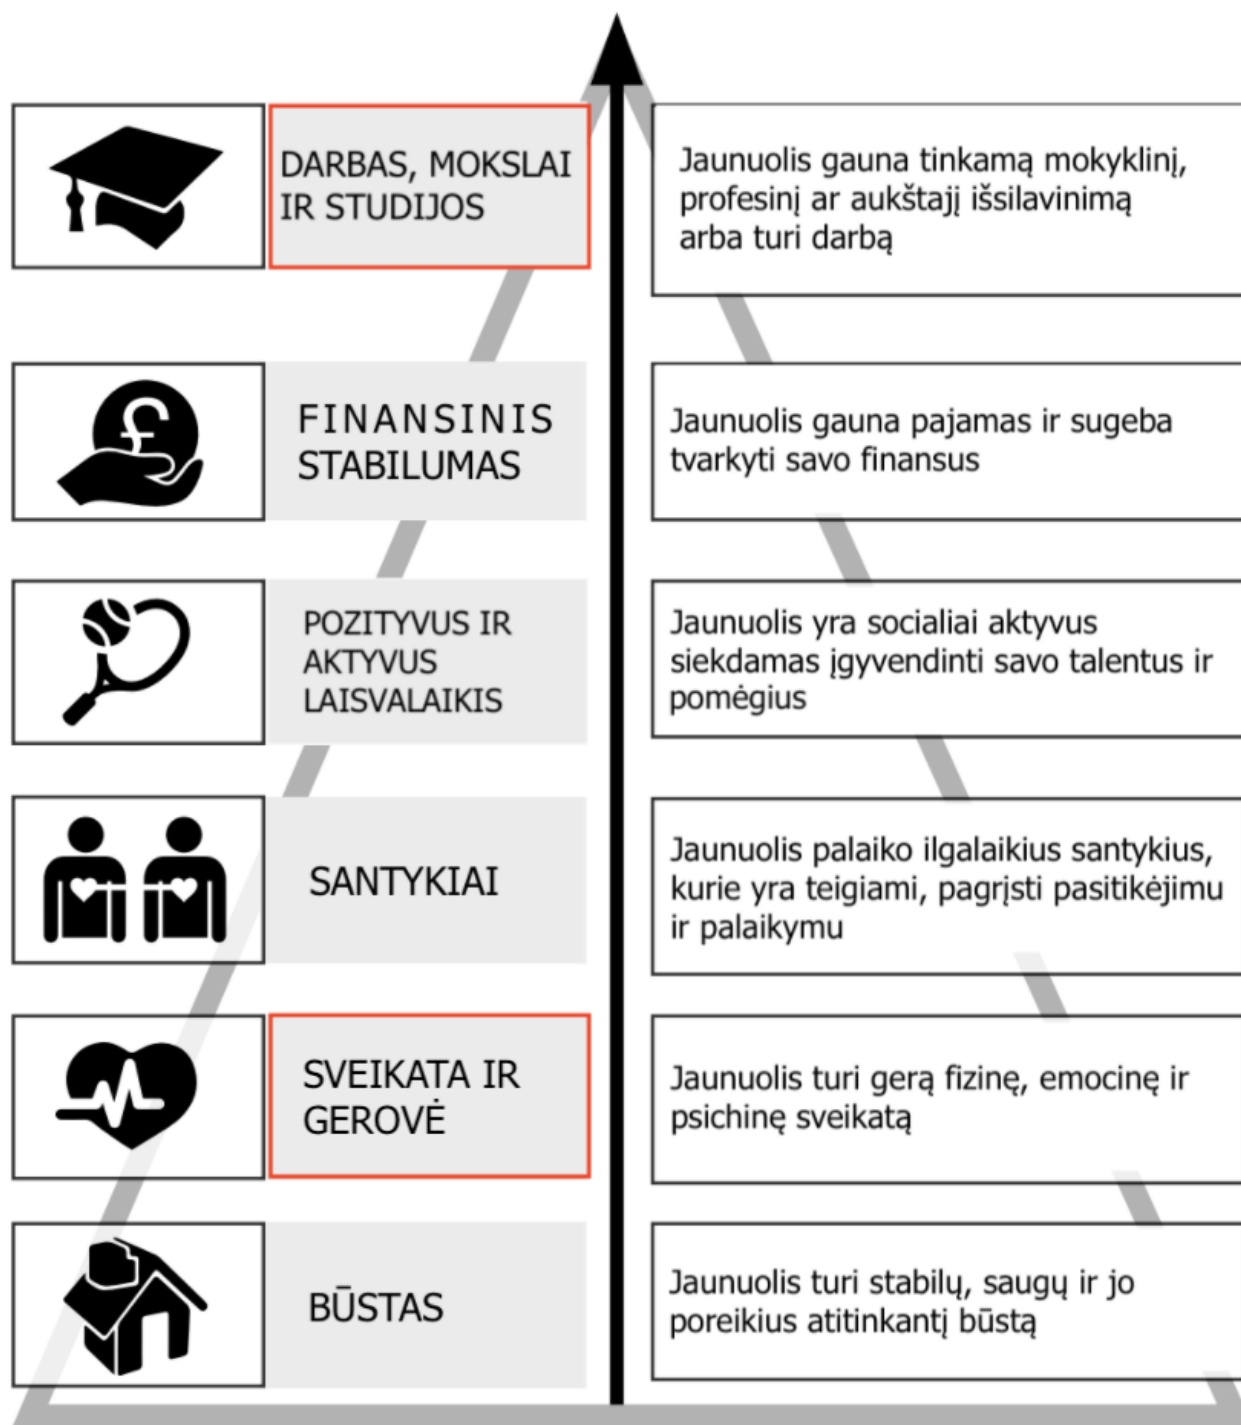 DARBAS, MOKSLAI
IR STUDIJOS
Jaunuolis gauna tinkamą mokyklinį,
profesinį ar aukštajį išsilavinimą
arba turi darbą
£
FINANSINIS
STABILUMAS
Jaunuolis gauna pajamas ir sugeba
tvarkyti savo finansus
POZITYVUS IR
AKTYVUS
LAISVALAIKIS
Jaunuolis yra socialiai aktyvus
siekdamas įgyvendinti savo talentus ir
pomėgius
SANTYKIAI
Jaunuolis palaiko ilgalaikius santykius,
kurie yra teigiami, pagrįsti pasitikėjimu
ir palaikymu
SVEIKATA IR
GEROVĖ
Jaunuolis turi gerą fizinę, emocinę ir
psichinę sveikatą
BŪSTAS
Jaunuolis turi stabilų, saugų ir jo
poreikius atitinkantį būstą